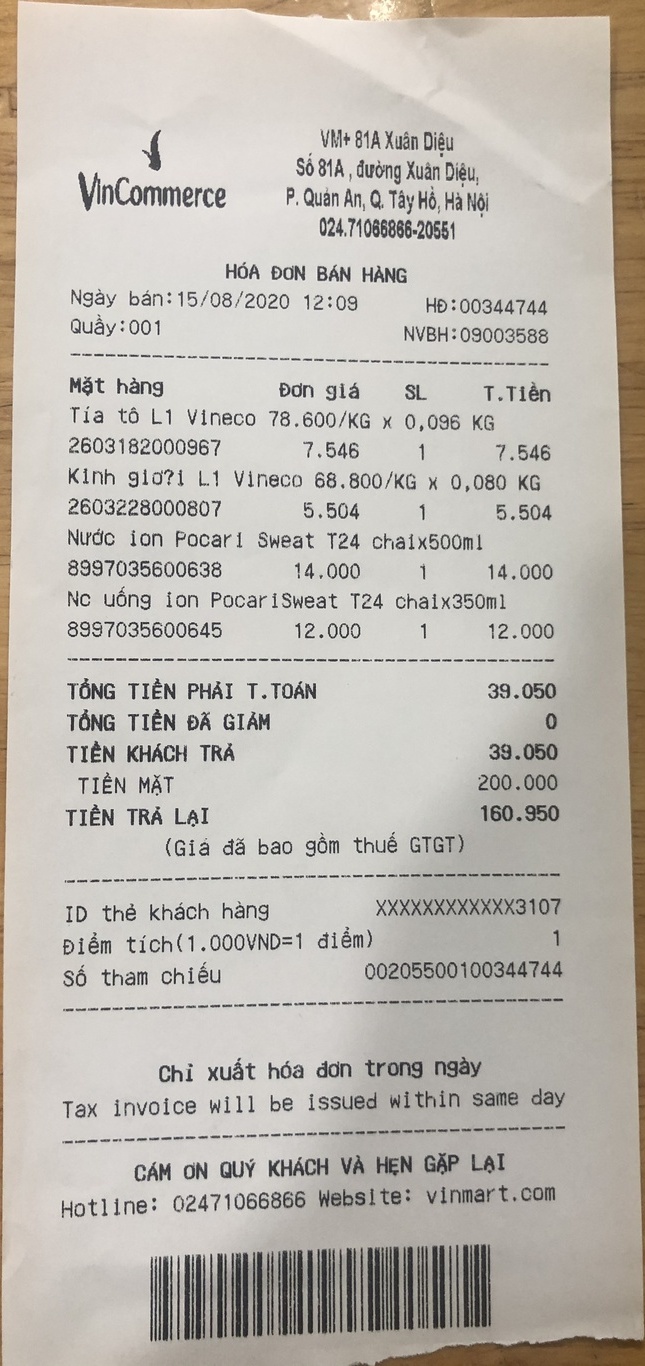 VinCommerce
VM+ 81A Xuân Diệu
Số 81A , đường Xuân Diệu,
P. Quản An, Q. Tây Hồ, Hà Nội
024.71066866-20551
HÓA ĐƠN BÁN HÀNG
Ngày bán:15/08/2020 12:09 HĐ:00344744
Quầy:001 NVBH:09003588
Mặt hàng Đơn giá SL T.Tiền
Tía tô L1 Vineco 78.600/KG x 0,096 KG
2603182000967 7.546 1 7.546
Kinh giơ?i L1 Vineco 68.800/KG x 0,080 KG
2603228000807 5.504 1 5.504
Nước ion Pocari Sweat T24 chaix500ml
8997035600638 14.000 1 14.000
Nc uống ion PocariSweat T24 chaix350ml
8997035600645 12.000 1 12.000
TỔNG TIỀN PHẢI T.TOÁN 39.050
TỔNG TIỀN ĐÃ GIẢM 0
TIỀN KHÁCH TRẢ 39.050
TIỀN MẶT 200.000
TIỀN TRẢ LẠI 160.950
(Giá đã bao gồm thuế GTGT)
ID thẻ khách hàng XXXXXXXXXXXX3107
Điểm tích(1.000VND=1 điểm) 1
Số tham chiếu 00205500100344744
Chỉ xuất hóa đơn trong ngày
Tax invoice will be issued within same day
CÁM ƠN QUÝ KHÁCH VÀ HẸN GẶP LẠI
Hotline: 02471066866 Website: vinmart.com